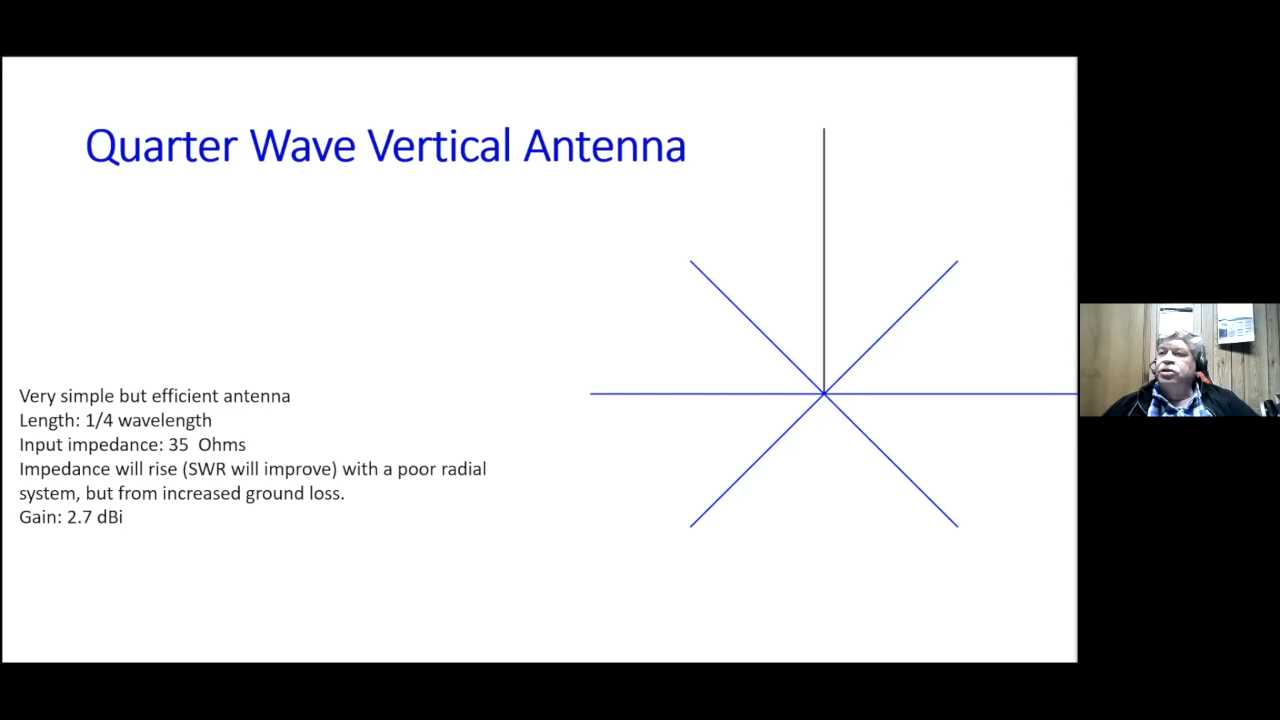 Quarter Wave Vertical Antenna
Very simple but efficient antenna
Length: 1/4 wavelength
Input impedance: 35  Ohms
Impedance will rise (SWR will improve) with a poor radial
system, but from increased ground loss.
Gain: 2.7 dBi